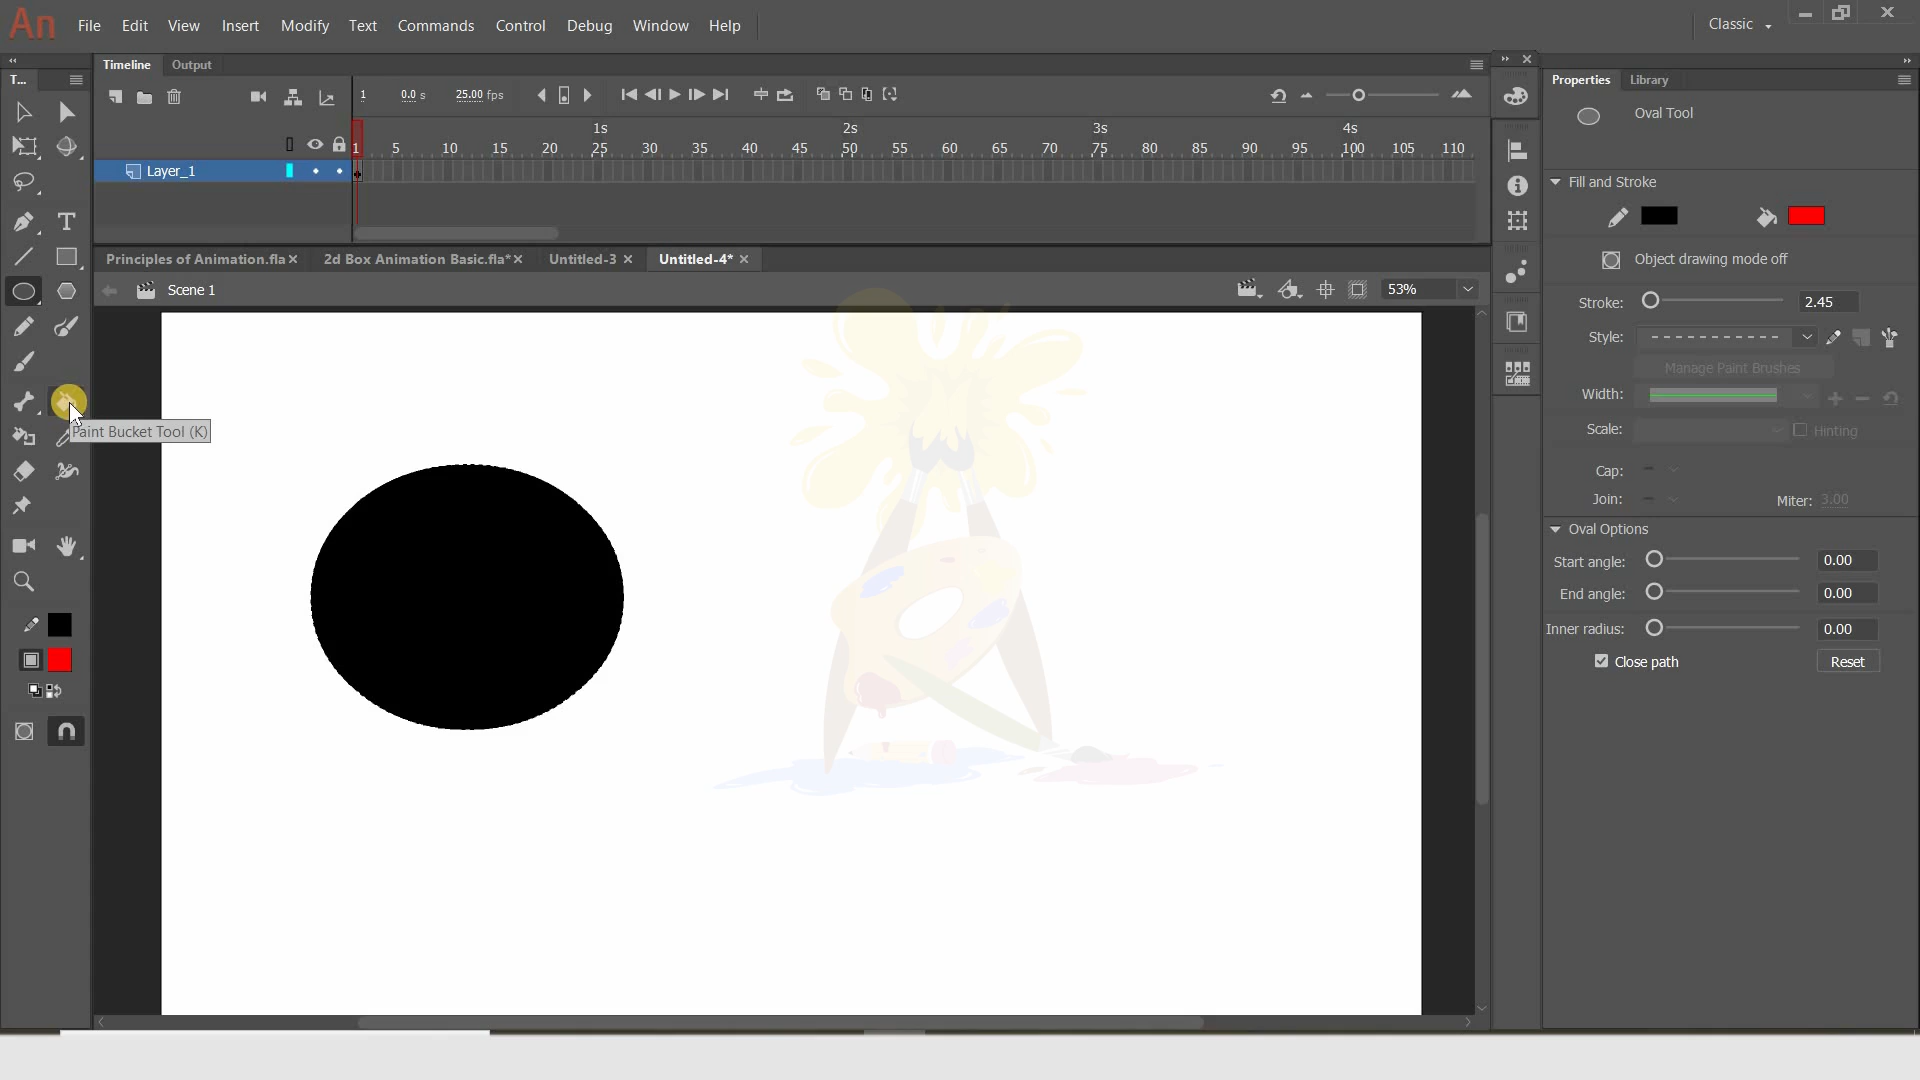 An File Edit View Insert Modify Text Commands Control Debug Window Help Classic
Timeline Output
T...
Properties Library
1 0.0 s 25.00 fps
Oval Tool
1s 2s 3s 4s
1 5 10 15 20 25 30 35 40 45 50 55 60 65 70 75 80 85 90 95 100 105 110
Layer_1
Fill and Stroke
Principles of Animation.fla 2d Box Animation Basic.fla* Untitled-3 Untitled-4*
Object drawing mode off
Scene 1 53%
Stroke: 2.45
Style:
Manage Paint Brushes
Width:
Scale: Hinting
Paint Bucket Tool (K)
Cap:
Join: Miter: 3.00
Oval Options
Start angle: 0.00
End angle: 0.00
Inner radius: 0.00
Close path Reset